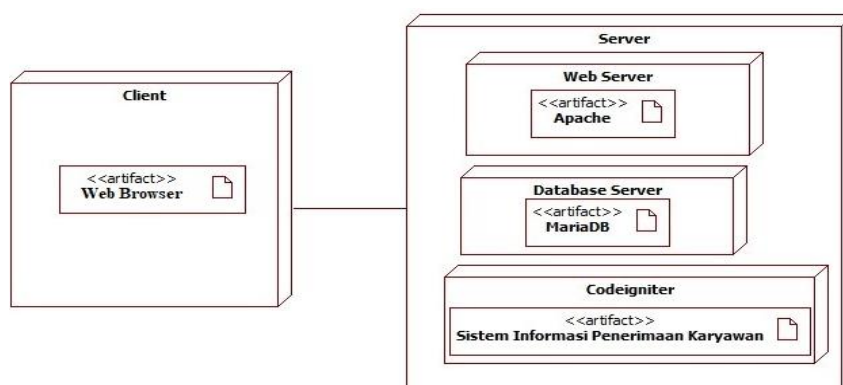 Client
<<artifact>>
Web Browser
Server
Web Server
<<artifact>>
Apache
Database Server
<<artifact>>
MariaDB
Codeigniter
<<artifact>>
Sistem Informasi Penerimaan Karyawan